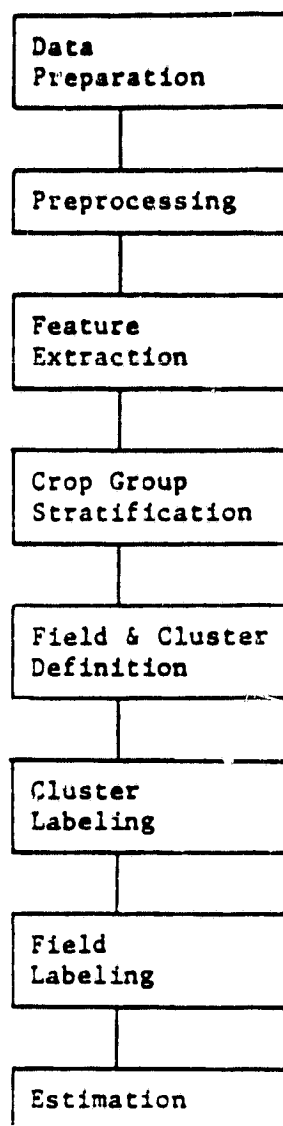 Data
Preparation
Preprocessing
Feature
Extraction
Crop Group
Stratification
Field & Cluster
Definition
Cluster
Labeling
Field
Labeling
Estimation